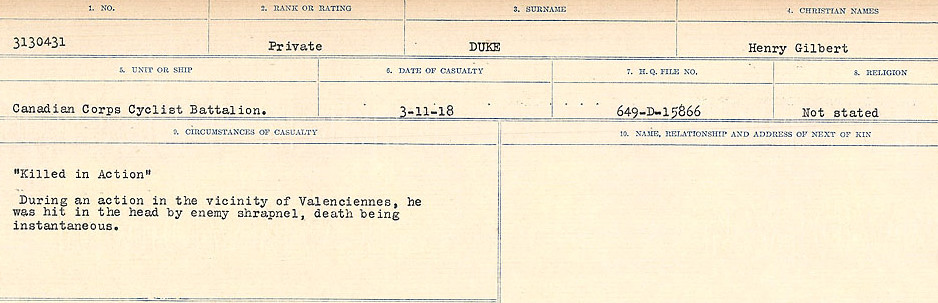 1. NO. 2. RANK OR RATING 3. SURNAME 4. CHRISTIAN NAMES
3130431 Private DUKE Henry Gilbert
5. UNIT OR SHIP 6. DATE OF CASUALTY 7. H.Q. FILE NO. 8. RELIGION
Canadian Corps Cyclist Battalion. 3-11-18 649-D-15866 Not stated
9. CIRCUMSTANCES OF CASUALTY 10. NAME, RELATIONSHIP AND ADDRESS OF NEXT OF KIN
"Killed in Action"
During an action in the vicinity of Valenciennes, he
was hit in the head by enemy shrapnel, death being
instantaneous.